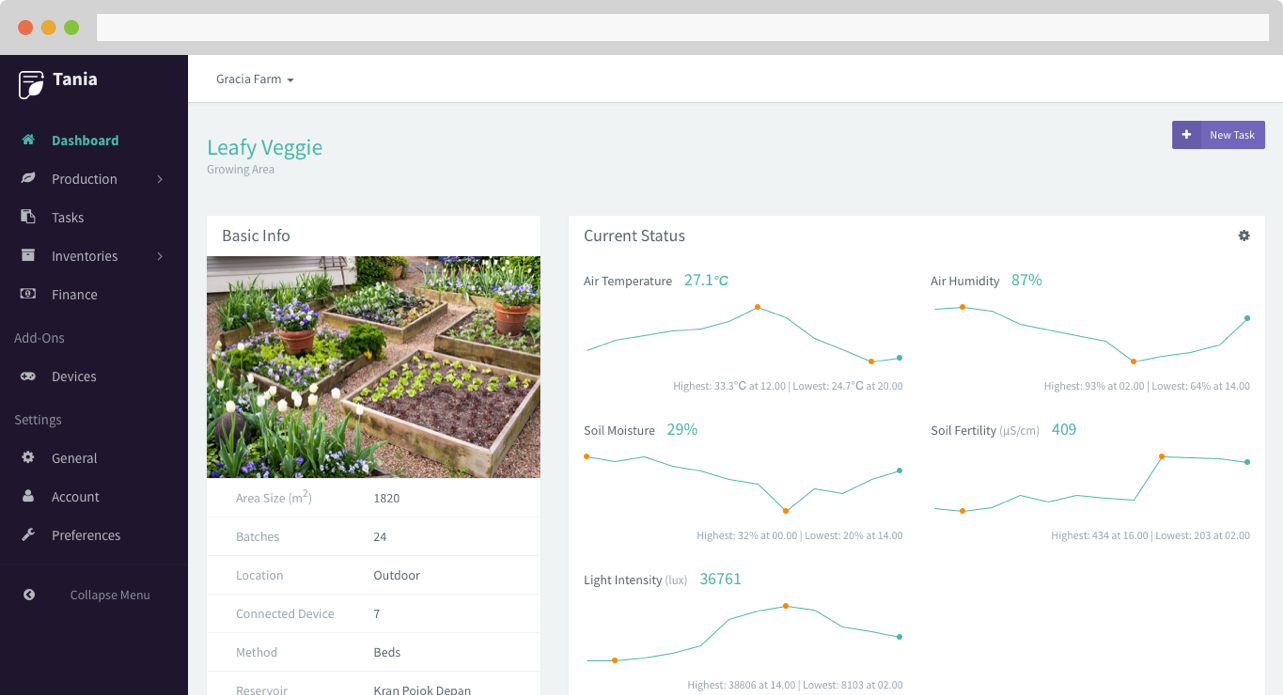 Tania
Gracia Farm
Dashboard
Production
Tasks
Inventories
Finance
Add-Ons
Devices
Settings
General
Account
Preferences
Collapse Menu
Leafy Veggie
Growing Area
New Task
Basic Info
Area Size (m²) 1820
Batches 24
Location Outdoor
Connected Device 7
Method Beds
Reservoir Kran Pojok Depan
Current Status
Air Temperature 27.1℃
Highest: 33.3℃ at 12.00 | Lowest: 24.7℃ at 20.00
Air Humidity 87%
Highest: 93% at 02.00 | Lowest: 64% at 14.00
Soil Moisture 29%
Highest: 32% at 00.00 | Lowest: 20% at 14.00
Soil Fertility (μS/cm) 409
Highest: 434 at 16.00 | Lowest: 203 at 02.00
Light Intensity (lux) 36761
Highest: 38806 at 14.00 | Lowest: 8103 at 02.00